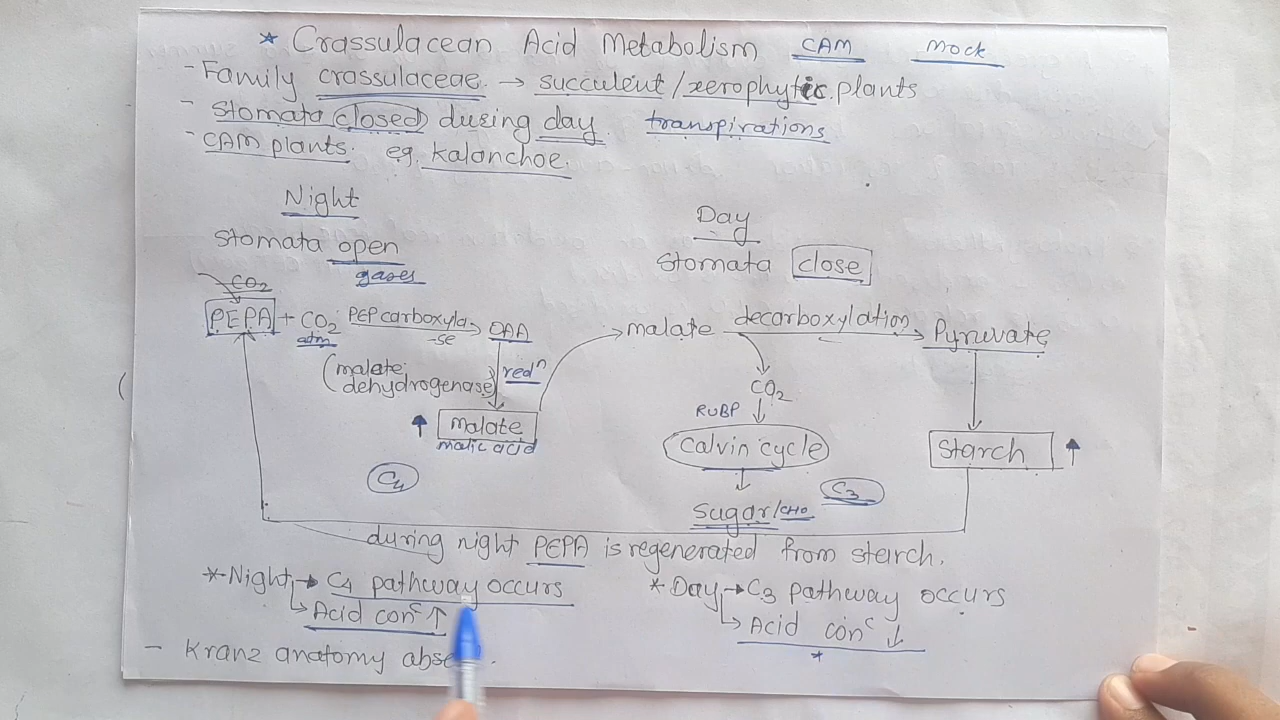 * Crassulacean Acid Metabolism CAM Mock
- Family crassulaceae. → succulent/xerophytic plants
- Stomata closed during day. transpirations
- CAM plants. eg. kalanchoe.
Night
Stomata open
gases
CO2
PEPA + CO2 PEP carboxyla-se → OAA
atm
(malate dehydrogenase) redn
↑ Malate
malic acid
C4
Day
Stomata close
→ malate decarboxylation → Pyruvate
CO2
RUBP ↓
Calvin cycle
Starch ↑
C3
Sugar/CHO
during night PEPA is regenerated from starch.
* Night → C4 pathway occurs
↳ Acid conc ↑
* Day → C3 pathway occurs
↳ Acid conc ↓
*
- Kranz anatomy